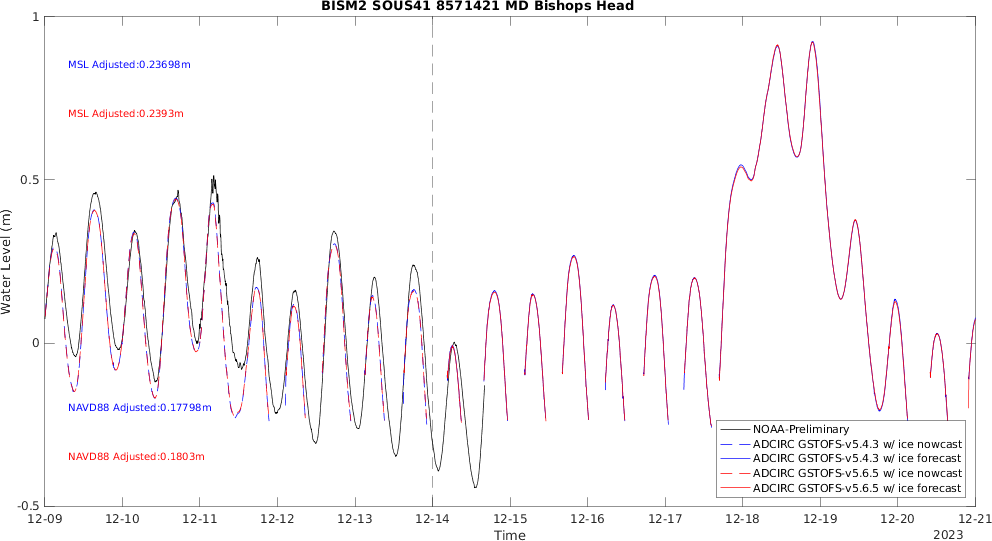 BISM2 SOUS41 8571421 MD Bishops Head
1
MSL Adjusted:0.23698m
MSL Adjusted:0.2393m
0.5
Water Level (m)
0
NAVD88 Adjusted:0.17798m
NAVD88 Adjusted:0.1803m
NOAA-Preliminary
ADCIRC GSTOFS-v5.4.3 w/ ice nowcast
ADCIRC GSTOFS-v5.4.3 w/ ice forecast
ADCIRC GSTOFS-v5.6.5 w/ ice nowcast
ADCIRC GSTOFS-v5.6.5 w/ ice forecast
-0.5
12-09 12-10 12-11 12-12 12-13 12-14 12-15 12-16 12-17 12-18 12-19 12-20 12-21
Time
2023